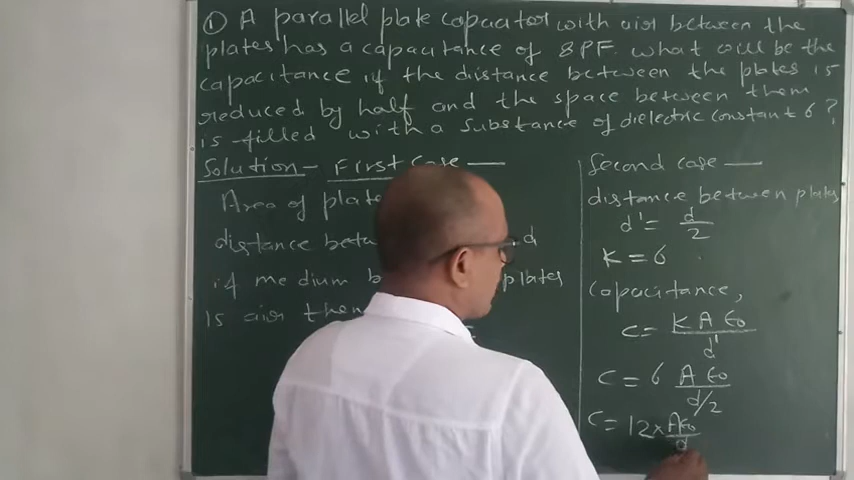 ① A parallel plate capacitor with air between the
plates has a capacitance of 8PF. what will be the
capacitance if the distance between the plates is
reduced by half and the space between them
is filled with a substance of dielectric constant 6?
Solution - First case —
Area of plate
distance betw d
if medium b plates
is air then
Second case —
distance between plates
d' = d/2
K = 6
Capacitance,
C = K A ε₀ / d'
C = 6 A ε₀ / d/2
C = 12 × Aε₀ / d